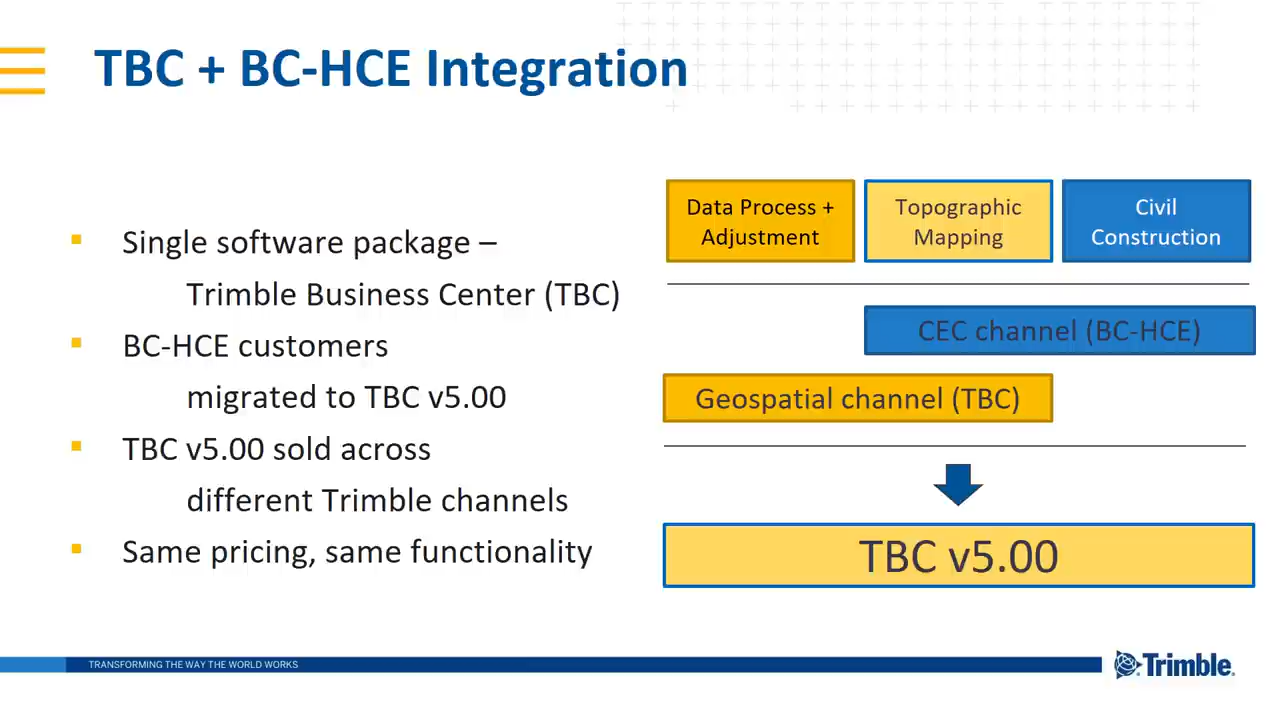 TBC + BC-HCE Integration
Single software package –
Trimble Business Center (TBC)
BC-HCE customers
migrated to TBC v5.00
TBC v5.00 sold across
different Trimble channels
Same pricing, same functionality
Data Process +
Adjustment
Topographic
Mapping
Civil
Construction
CEC channel (BC-HCE)
Geospatial channel (TBC)
TBC v5.00
TRANSFORMING THE WAY THE WORLD WORKS
Trimble.